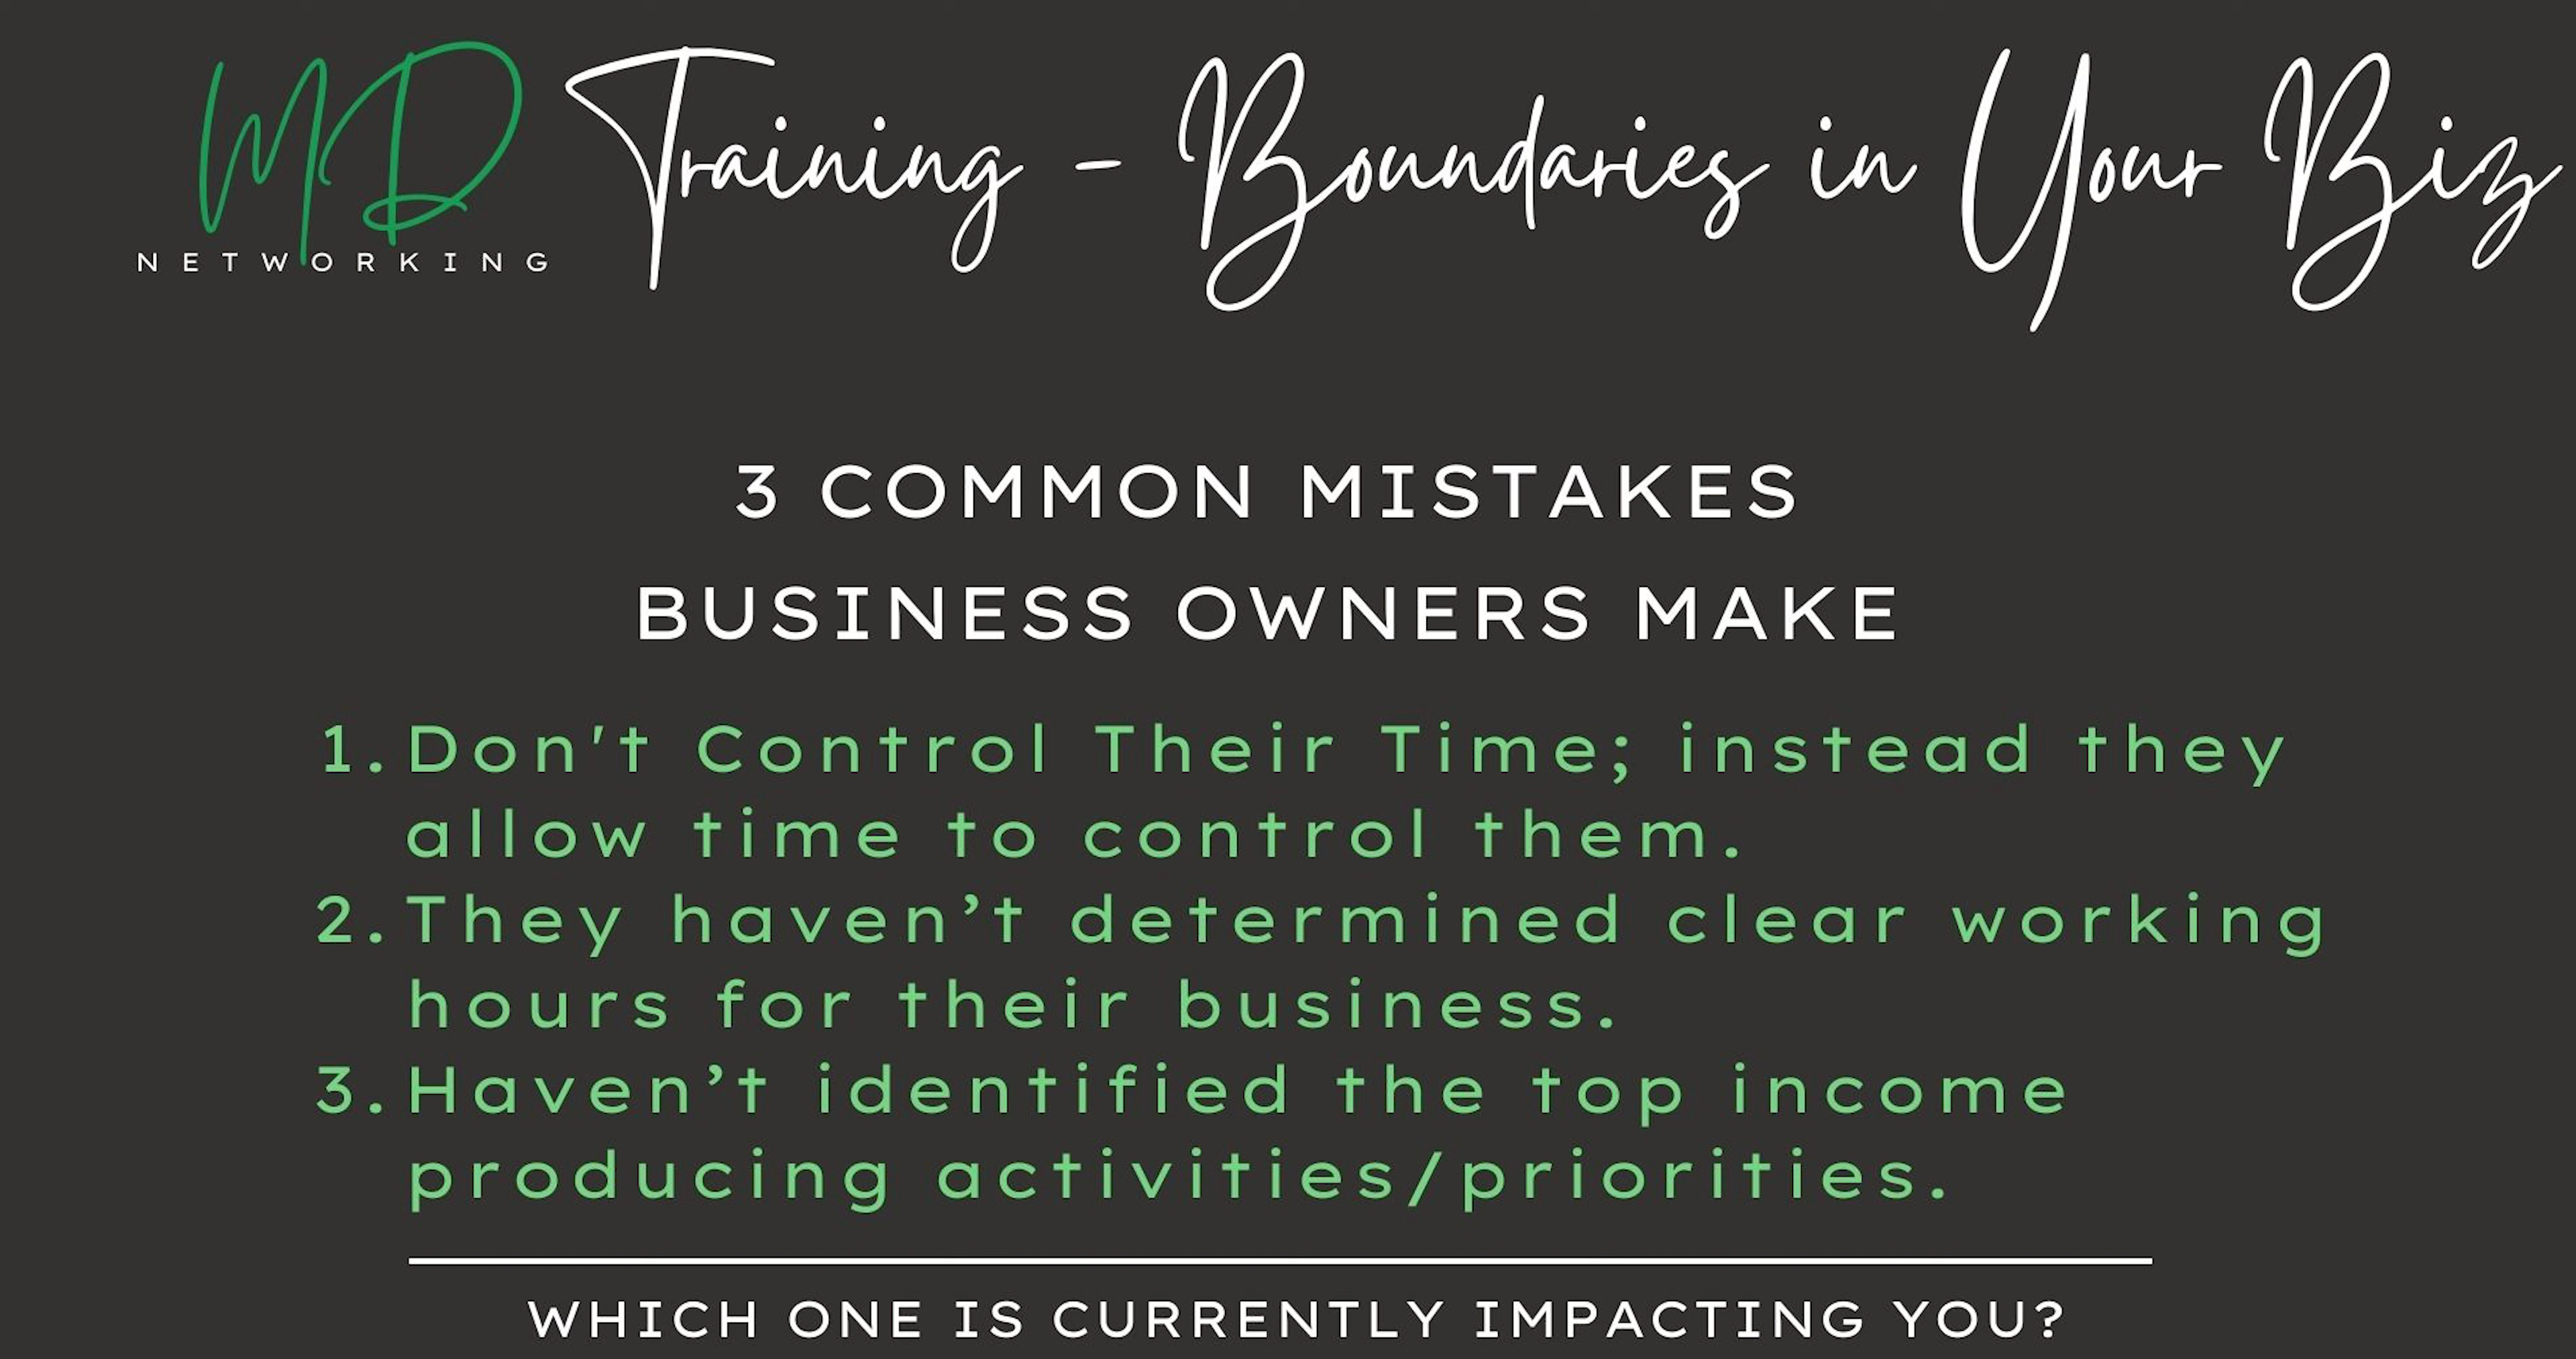 MD
NETWORKING
Training - Boundaries in Your Biz
3 COMMON MISTAKES
BUSINESS OWNERS MAKE
1. Don't Control Their Time; instead they
allow time to control them.
2. They haven’t determined clear working
hours for their business.
3. Haven’t identified the top income
producing activities/priorities.
WHICH ONE IS CURRENTLY IMPACTING YOU?